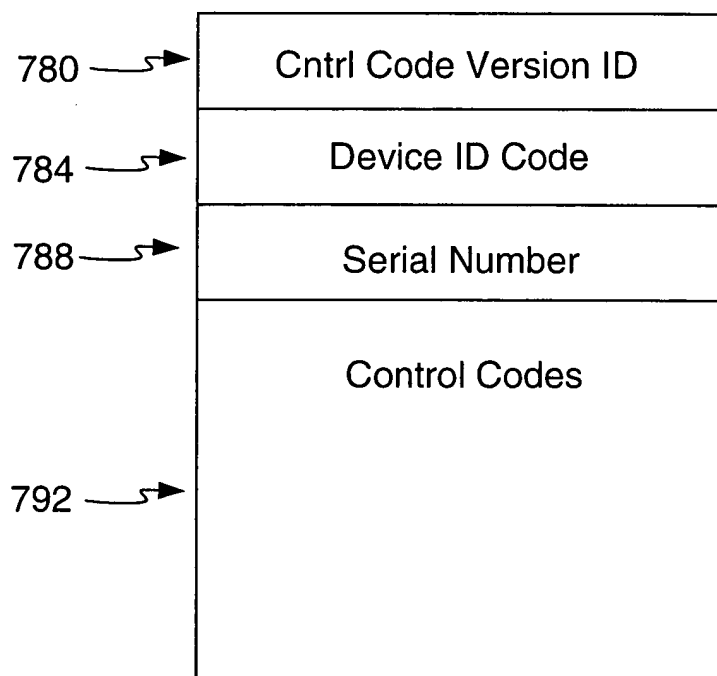 780 Cntrl Code Version ID
784 Device ID Code
788 Serial Number
Control Codes
792